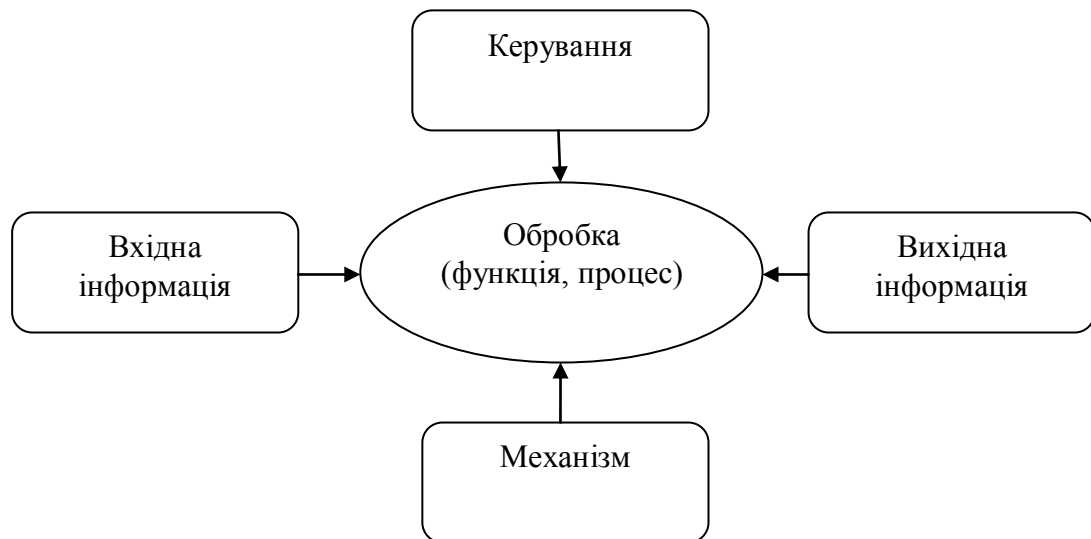 Керування
Вхідна
інформація
Обробка
(функція, процес)
Вихідна
інформація
Механізм